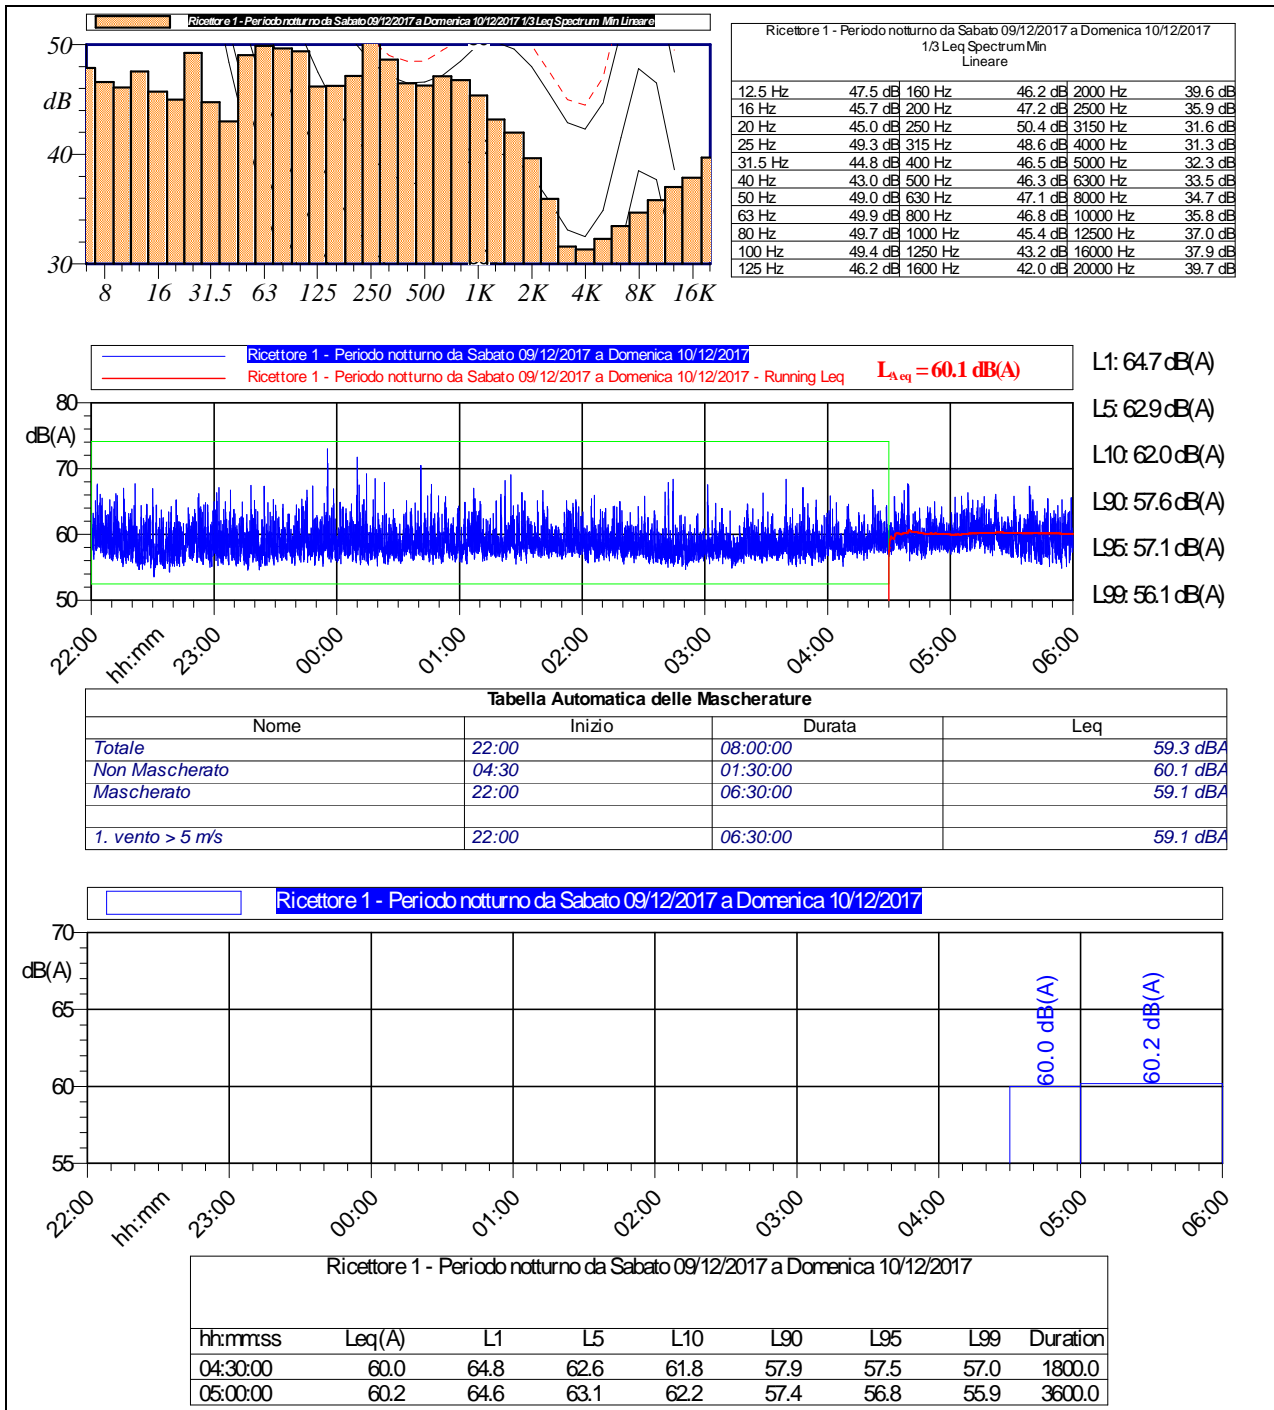 Ricettore 1 - Periodo notturno da Sabato 09/12/2017 a Domenica 10/12/2017 1/3 Leq Spectrum Min Lineare
50
dB
40
30
8 16 31.5 63 125 250 500 1K 2K 4K 8K 16K
Ricettore 1 - Periodo notturno da Sabato 09/12/2017 a Domenica 10/12/2017
1/3 Leq Spectrum Min
Lineare
12.5 Hz 47.5 dB 160 Hz 46.2 dB 2000 Hz 39.6 dB
16 Hz 45.7 dB 200 Hz 47.2 dB 2500 Hz 35.9 dB
20 Hz 45.0 dB 250 Hz 50.4 dB 3150 Hz 31.6 dB
25 Hz 49.3 dB 315 Hz 48.6 dB 4000 Hz 31.3 dB
31.5 Hz 44.8 dB 400 Hz 46.5 dB 5000 Hz 32.3 dB
40 Hz 43.0 dB 500 Hz 46.3 dB 6300 Hz 33.5 dB
50 Hz 49.0 dB 630 Hz 47.1 dB 8000 Hz 34.7 dB
63 Hz 49.9 dB 800 Hz 46.8 dB 10000 Hz 35.8 dB
80 Hz 49.7 dB 1000 Hz 45.4 dB 12500 Hz 37.0 dB
100 Hz 49.4 dB 1250 Hz 43.2 dB 16000 Hz 37.9 dB
125 Hz 46.2 dB 1600 Hz 42.0 dB 20000 Hz 39.7 dB
Ricettore 1 - Periodo notturno da Sabato 09/12/2017 a Domenica 10/12/2017
Ricettore 1 - Periodo notturno da Sabato 09/12/2017 a Domenica 10/12/2017 - Running Leq
LAeq = 60.1 dB(A)
L1: 64.7 dB(A)
L5: 62.9 dB(A)
L10: 62.0 dB(A)
L90: 57.6 dB(A)
L95: 57.1 dB(A)
L99: 56.1 dB(A)
80
dB(A)
70
60
50
22:00 hh:mm 23:00 00:00 01:00 02:00 03:00 04:00 05:00 06:00
Tabella Automatica delle Mascherature
Nome Inizio Durata Leq
Totale 22:00 08:00:00 59.3 dBA
Non Mascherato 04:30 01:30:00 60.1 dBA
Mascherato 22:00 06:30:00 59.1 dBA
1. vento > 5 m/s 22:00 06:30:00 59.1 dBA
Ricettore 1 - Periodo notturno da Sabato 09/12/2017 a Domenica 10/12/2017
70
dB(A)
65
60
55
60.0 dB(A)
60.2 dB(A)
22:00 hh:mm 23:00 00:00 01:00 02:00 03:00 04:00 05:00 06:00
Ricettore 1 - Periodo notturno da Sabato 09/12/2017 a Domenica 10/12/2017
hh:mm:ss Leq(A) L1 L5 L10 L90 L95 L99 Duration
04:30:00 60.0 64.8 62.6 61.8 57.9 57.5 57.0 1800.0
05:00:00 60.2 64.6 63.1 62.2 57.4 56.8 55.9 3600.0